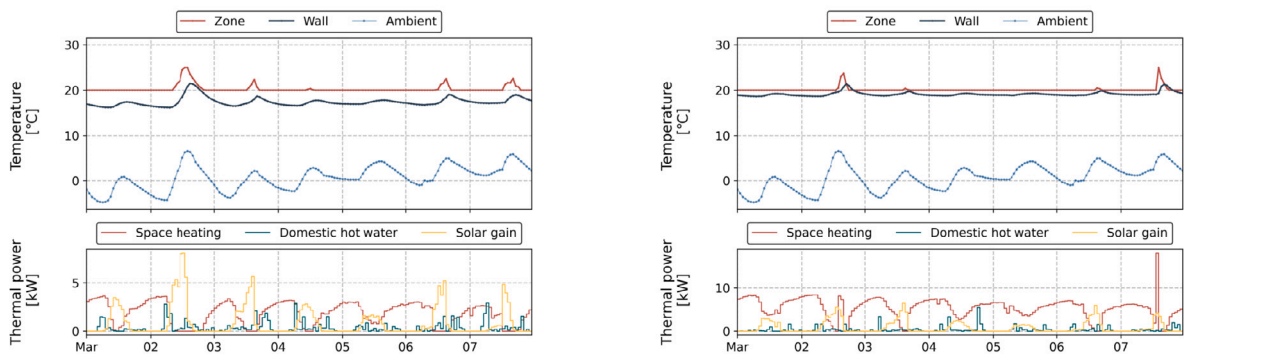 Zone Wall Ambient
30
20
10
0
Temperature
[°C]
Space heating Domestic hot water Solar gain
5
0
Thermal power
[kW]
Mar 02 03 04 05 06 07
Zone Wall Ambient
30
20
10
0
Temperature
[°C]
Space heating Domestic hot water Solar gain
10
0
Thermal power
[kW]
Mar 02 03 04 05 06 07